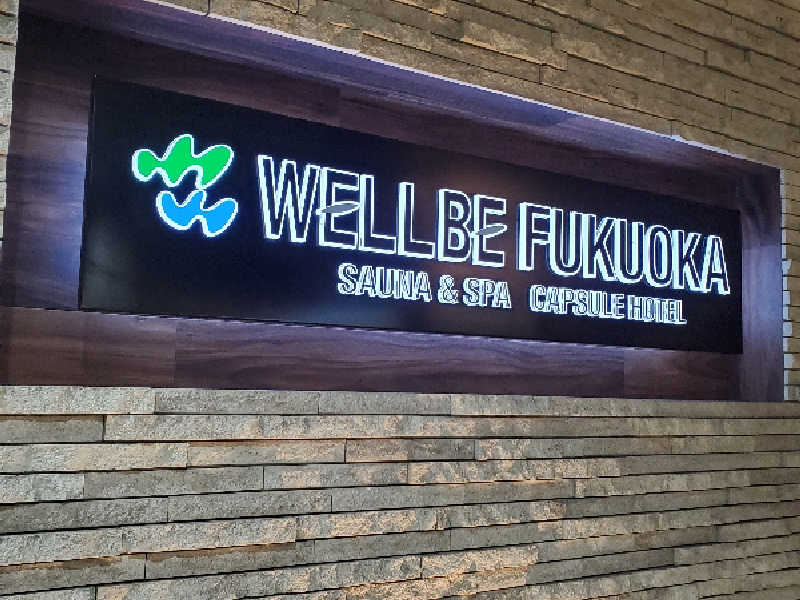 WELLBE FUKUOKA
SAUNA & SPA CAPSULE HOTEL